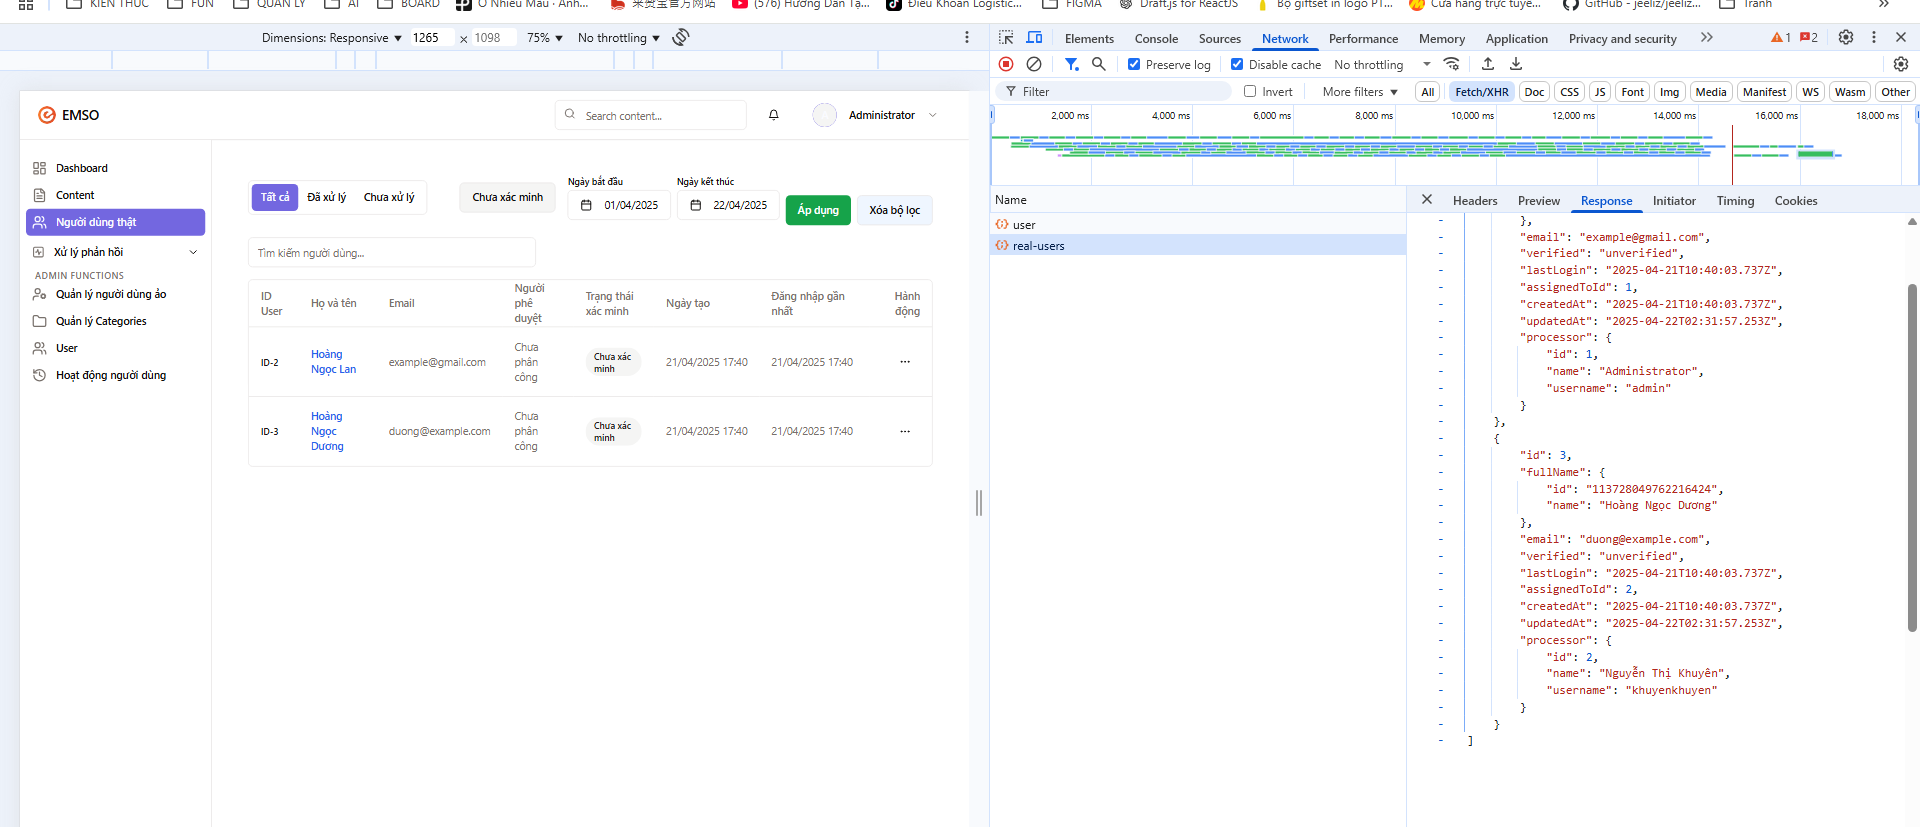 KIẾN THỨC
FUN
QUẢN LÝ
AI
BOARD
(576) Hướng Dẫn Tạ...
Điều Khoản Logistic...
FIGMA
Draft.js for ReactJS
Bộ giftset in logo PT...
Cửa hàng trực tuyế...
GitHub - jeeliz/jeeliz...
Tranh
Dimensions: Responsive 1265 × 1098 75% No throttling
Elements Console Sources Network Performance Memory Application Privacy and security 1 2
Preserve log Disable cache No throttling
Filter Invert More filters All Fetch/XHR Doc CSS JS Font Img Media Manifest WS Wasm Other
2,000 ms 4,000 ms 6,000 ms 8,000 ms 10,000 ms 12,000 ms 14,000 ms 16,000 ms 18,000 ms
EMSO
Search content...
Administrator
Dashboard
Content
Người dùng thật
Xử lý phản hồi
ADMIN FUNCTIONS
Quản lý người dùng ảo
Quản lý Categories
User
Hoạt động người dùng
Tất cả Đã xử lý Chưa xử lý
Chưa xác minh
Ngày bắt đầu
01/04/2025
Ngày kết thúc
22/04/2025
Áp dụng
Xóa bộ lọc
Tìm kiếm người dùng...
ID User
Họ và tên
Email
Người phê duyệt
Trạng thái xác minh
Ngày tạo
Đăng nhập gần nhất
Hành động
ID-2
Hoàng Ngọc Lan
example@gmail.com
Chưa phân công
Chưa xác minh
21/04/2025 17:40
21/04/2025 17:40
...
ID-3
Hoàng Ngọc Dương
duong@example.com
Chưa phân công
Chưa xác minh
21/04/2025 17:40
21/04/2025 17:40
...
Name
user
real-users
Headers Preview Response Initiator Timing Cookies
},
"email": "example@gmail.com",
"verified": "unverified",
"lastLogin": "2025-04-21T10:40:03.737Z",
"assignedToId": 1,
"createdAt": "2025-04-21T10:40:03.737Z",
"updatedAt": "2025-04-22T02:31:57.253Z",
"processor": {
"id": 1,
"name": "Administrator",
"username": "admin"
}
},
{
"id": 3,
"fullName": {
"id": "113728049762216424",
"name": "Hoàng Ngọc Dương"
},
"email": "duong@example.com",
"verified": "unverified",
"lastLogin": "2025-04-21T10:40:03.737Z",
"assignedToId": 2,
"createdAt": "2025-04-21T10:40:03.737Z",
"updatedAt": "2025-04-22T02:31:57.253Z",
"processor": {
"id": 2,
"name": "Nguyễn Thị Khuyên",
"username": "khuyenkhuyen"
}
}
]